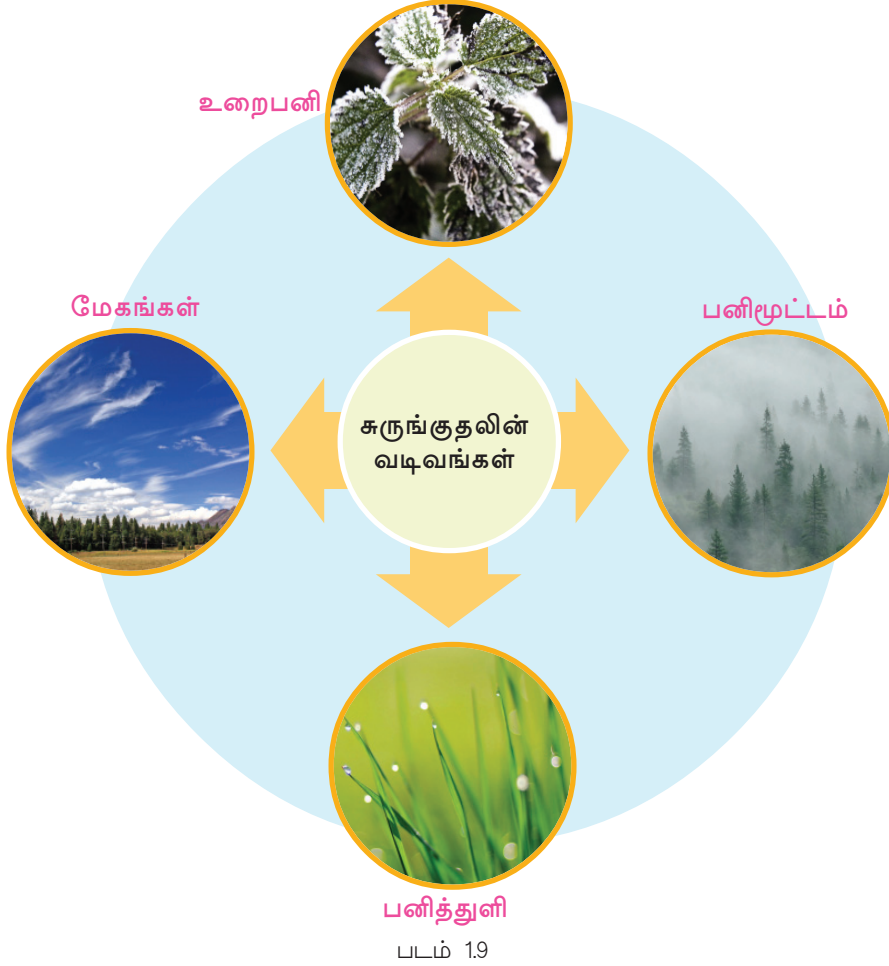 உறைபனி
மேகங்கள்
பனிமூட்டம்
சுருங்குதலின்
வடிவங்கள்
பனித்துளி
படம் 1.9